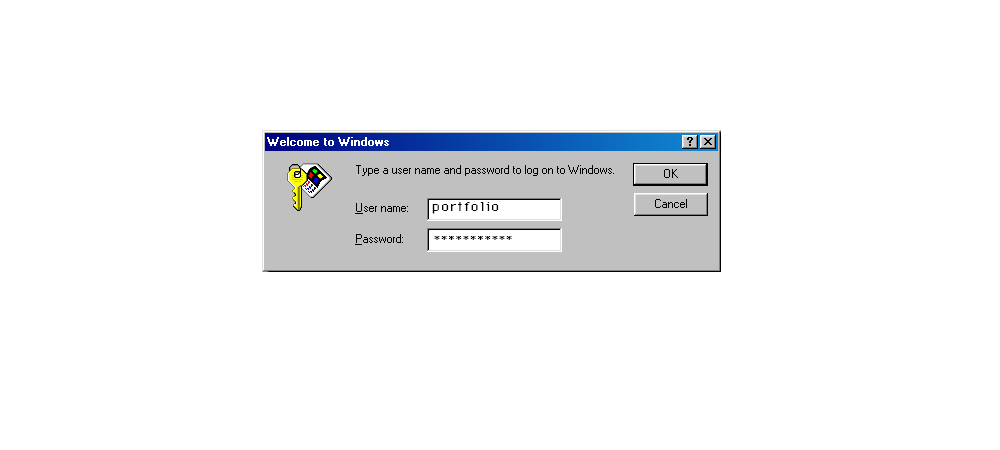 Welcome to Windows
Type a user name and password to log on to Windows.
OK
User name: portfolio
Cancel
Password: ***********